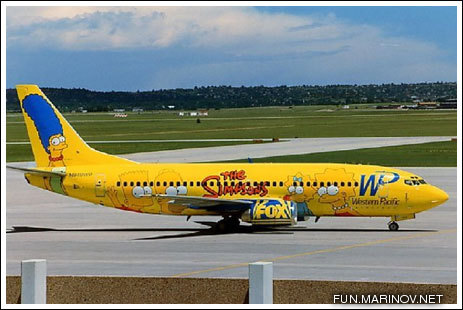 THE
SIMPSONS
WP
Western Pacific
FOX
FUN.MARINOV.NET